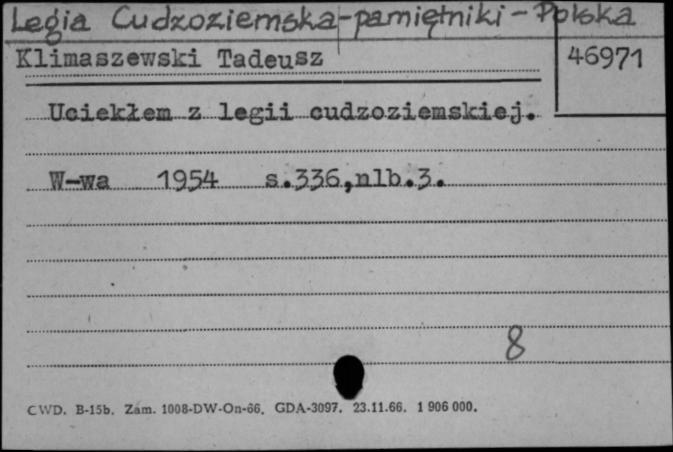 Legia Cudzoziemska-pamiętniki-Polska
Klimaszewski Tadeusz
46971
Uciekłem z legii cudzoziemskiej.
W-wa 1954 s.336,nlb.3.
8
CWD. B-15b. Zam. 1008-DW-On-66. GDA-3097. 23.11.66. 1 906 000.